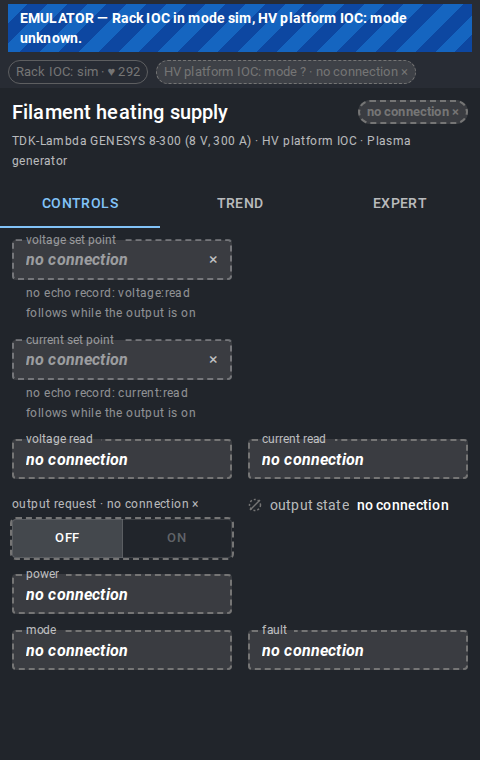 EMULATOR — Rack IOC in mode sim, HV platform IOC: mode
unknown.
Rack IOC: sim · ♥ 292
HV platform IOC: mode ? · no connection ×
Filament heating supply
no connection ×
TDK-Lambda GENESYS 8-300 (8 V, 300 A) · HV platform IOC · Plasma
generator
CONTROLS
TREND
EXPERT
voltage set point
no connection ×
no echo record: voltage:read
follows while the output is on
current set point
no connection ×
no echo record: current:read
follows while the output is on
voltage read
no connection
current read
no connection
output request · no connection ×
output state no connection
OFF
ON
power
no connection
mode
no connection
fault
no connection